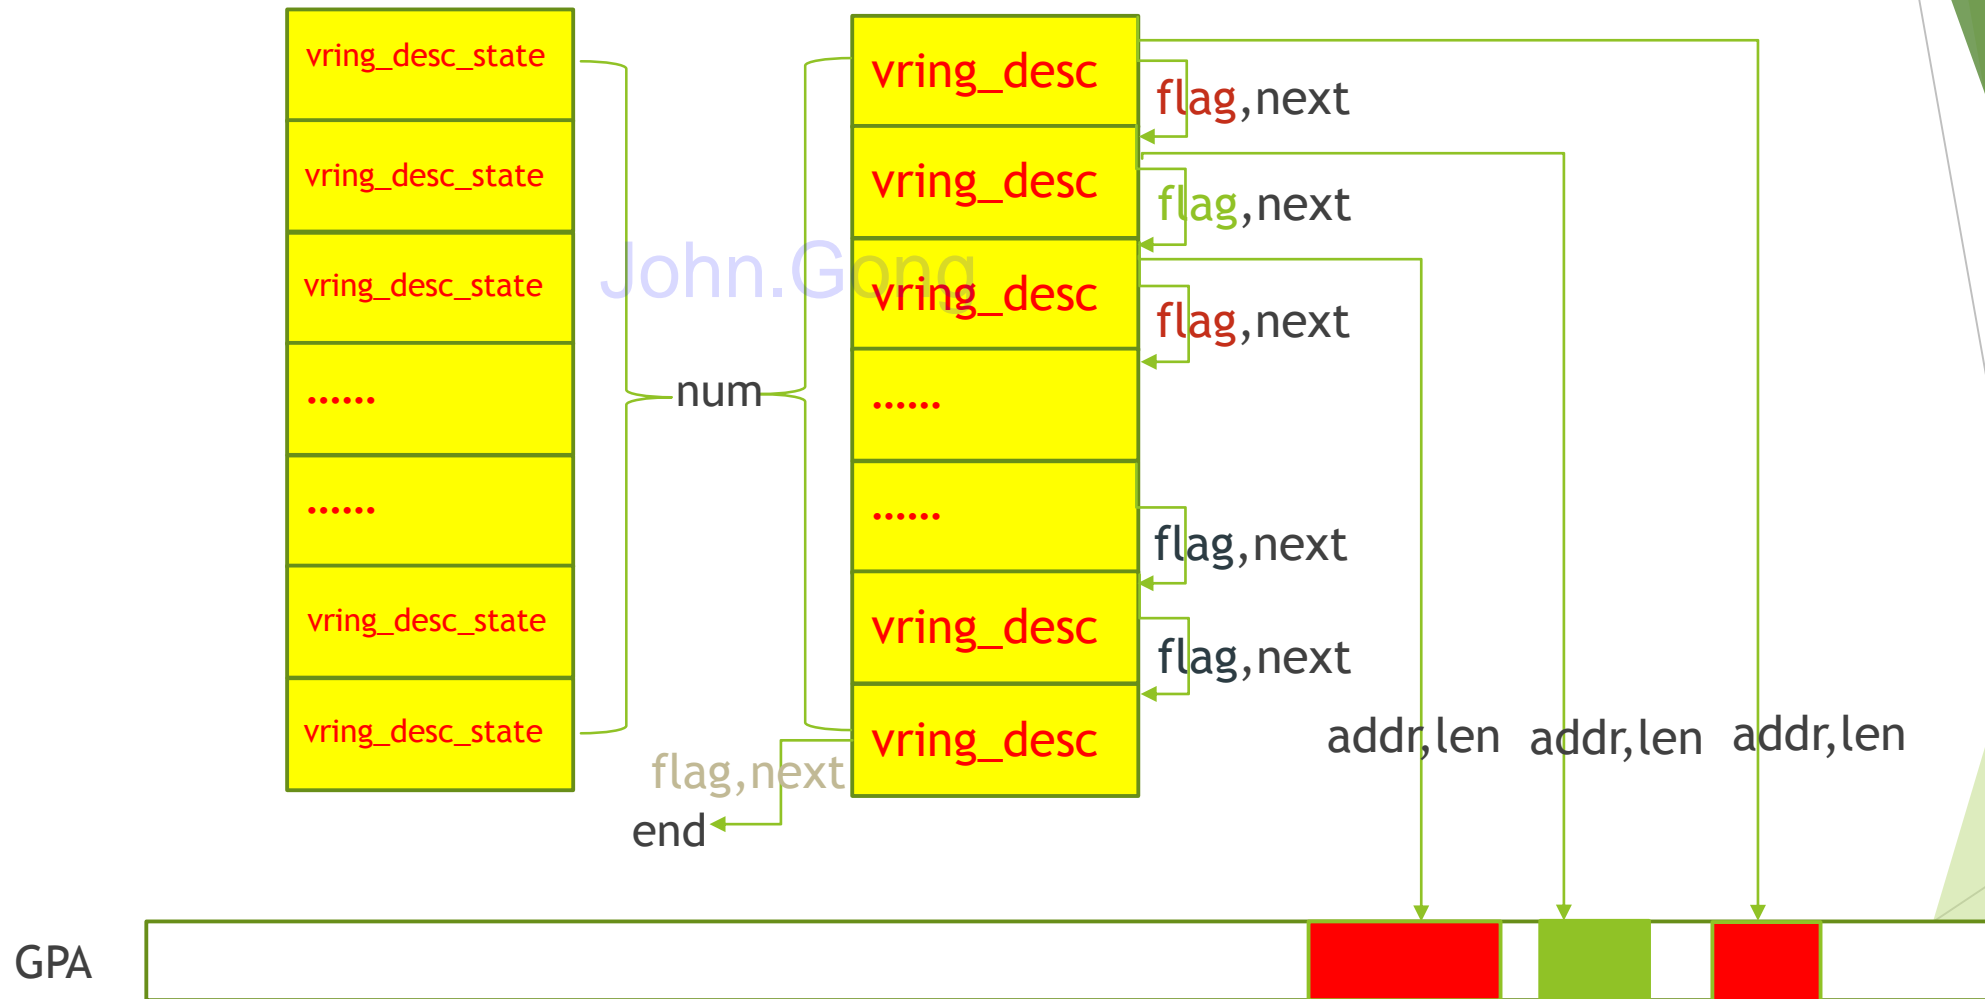 vring_desc_state
vring_desc_state
vring_desc_state
......
......
vring_desc_state
vring_desc_state
num
John.Gong
vring_desc
vring_desc
vring_desc
......
......
vring_desc
vring_desc
flag,next
flag,next
flag,next
flag,next
flag,next
flag,next
end
addr,len
addr,len
addr,len
GPA